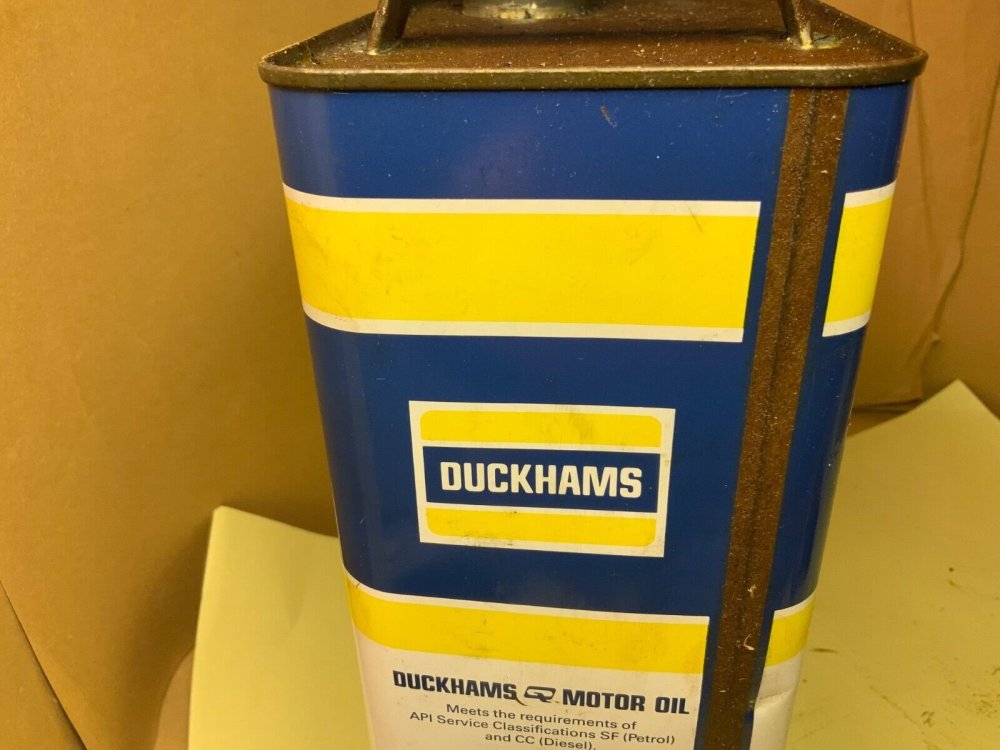 DUCKHAMS
DUCKHAMS Q MOTOR OIL
Meets the requirements of
API Service Classifications SF (Petrol)
and CC (Diesel).